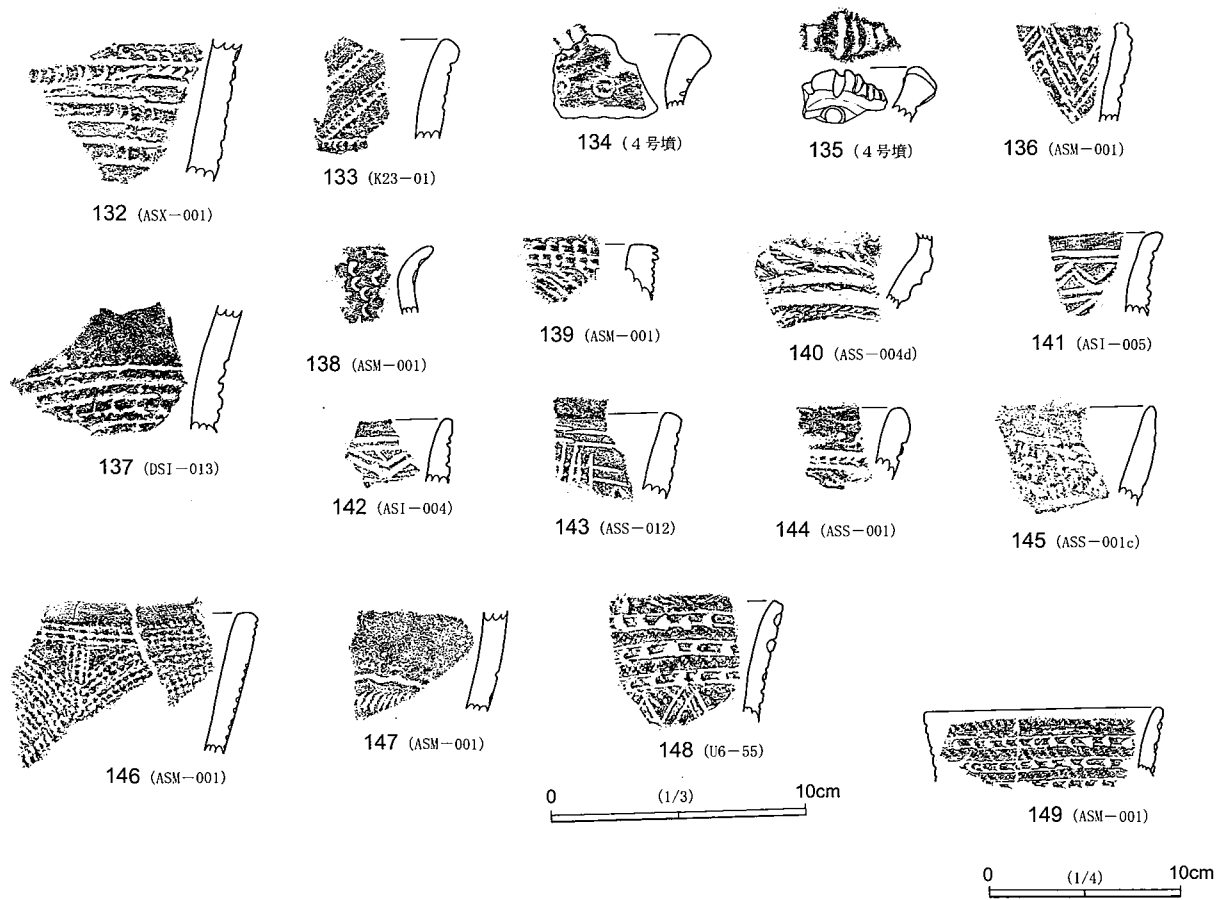 132 (ASX-001)
133 (K23-01)
134 (4号墳)
135 (4号墳)
136 (ASM-001)
137 (DSI-013)
138 (ASM-001)
139 (ASM-001)
140 (ASS-004d)
141 (ASI-005)
142 (ASI-004)
143 (ASS-012)
144 (ASS-001)
145 (ASS-001c)
146 (ASM-001)
147 (ASM-001)
148 (U6-55)
0 (1/3) 10cm
149 (ASM-001)
0 (1/4) 10cm